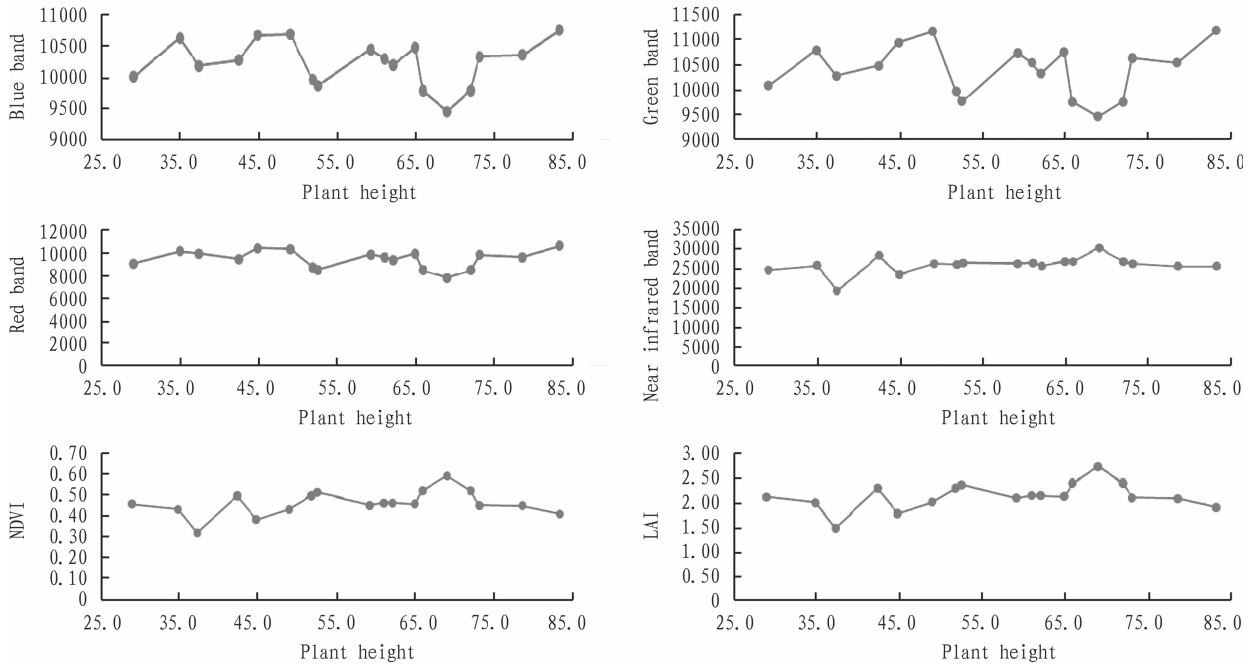 Blue band
11000
10500
10000
9500
9000
25.0 35.0 45.0 55.0 65.0 75.0 85.0
Plant height
Green band
11500
11000
10500
10000
9500
9000
25.0 35.0 45.0 55.0 65.0 75.0 85.0
Plant height
Red band
12000
10000
8000
6000
4000
2000
0
25.0 35.0 45.0 55.0 65.0 75.0 85.0
Plant height
Near infrared band
35000
30000
25000
20000
15000
10000
5000
0
25.0 35.0 45.0 55.0 65.0 75.0 85.0
Plant height
NDVI
0.70
0.60
0.50
0.40
0.30
0.20
0.10
0
25.0 35.0 45.0 55.0 65.0 75.0 85.0
Plant height
LAI
3.00
2.50
2.00
1.50
1.00
0.50
0
25.0 35.0 45.0 55.0 65.0 75.0 85.0
Plant height